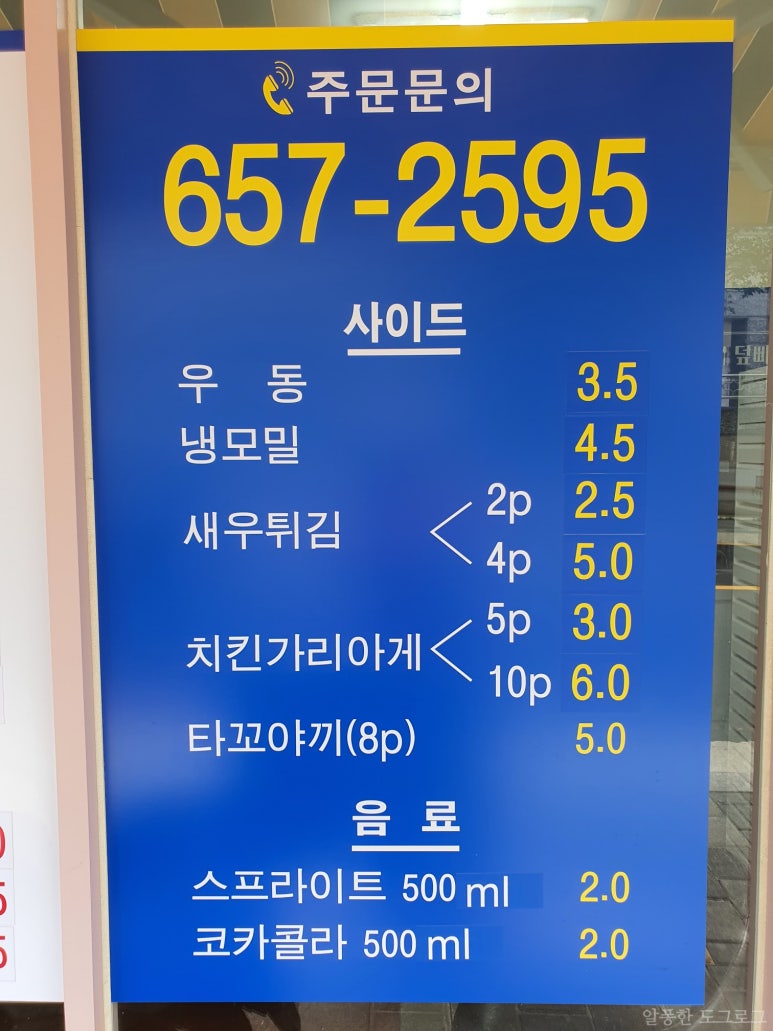 주문문의
657-2595
사이드
우 동 3.5
냉모밀 4.5
새우튀김 2p 2.5
4p 5.0
치킨가리아게 5p 3.0
10p 6.0
타꼬야끼(8p) 5.0
음 료
스프라이트 500 ml 2.0
코카콜라 500 ml 2.0
알퐁한 도그로그